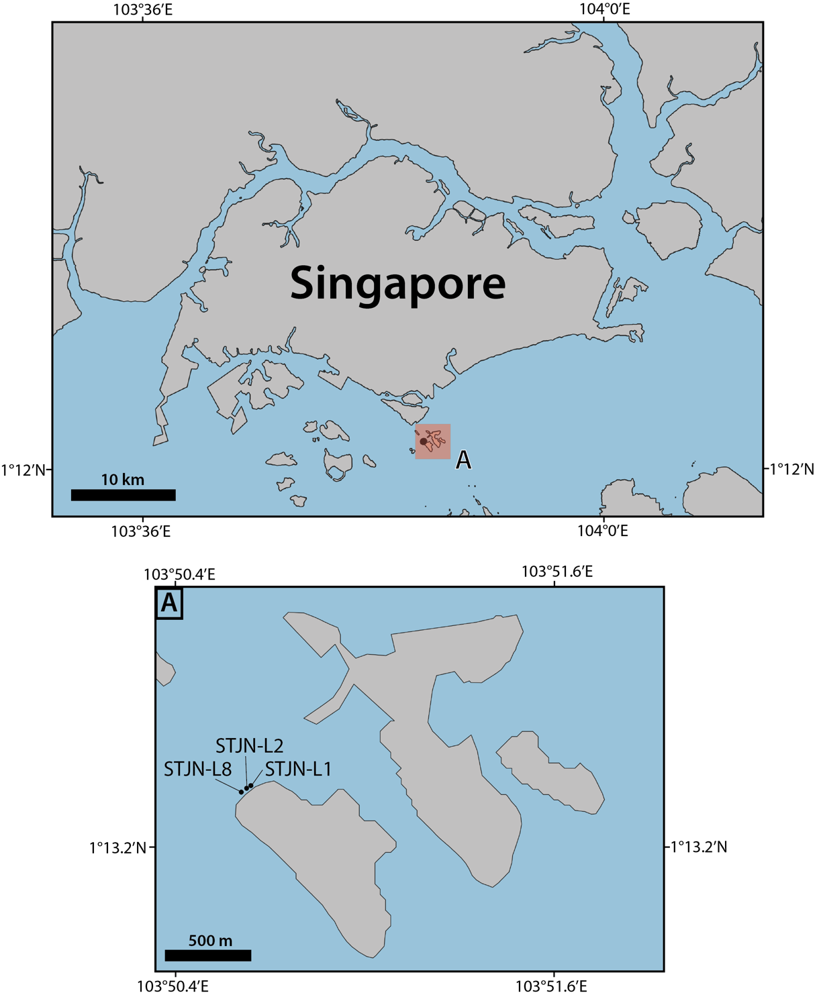 103°36’E 104°0’E
Singapore
A
1°12’N 1°12’N
10 km
103°36’E 104°0’E
103°50.4’E 103°51.6’E
A
STJN-L2
STJN-L8 STJN-L1
1°13.2’N 1°13.2’N
500 m
103°50.4’E 103°51.6’E